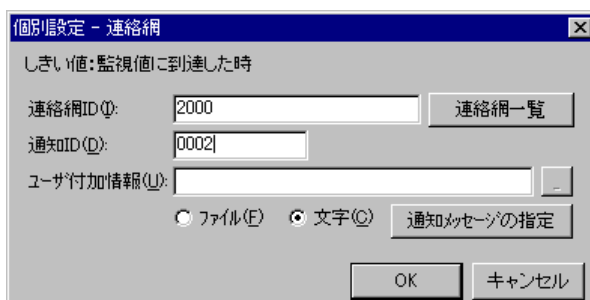 個別設定 - 連絡網
しきい値:監視値に到達した時
連絡網ID(I): 2000 連絡網一覧
通知ID(D): 0002
ユーザ付加情報(U): _
ファイル(F) 文字(C) 通知メッセージの指定
OK キャンセル